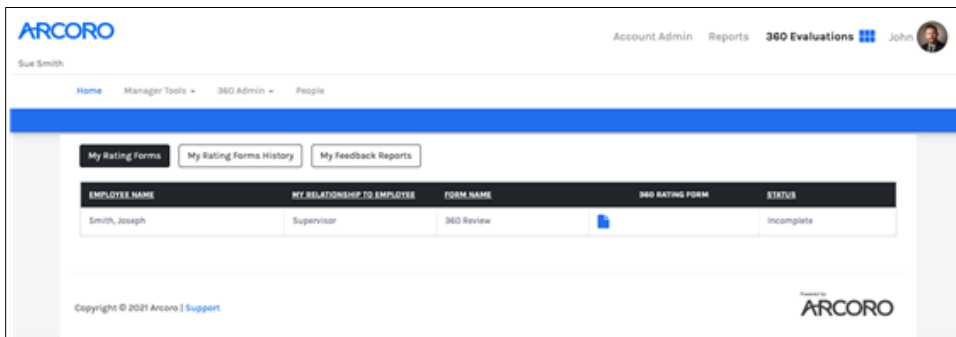 ARCORO
Account Admin Reports 360 Evaluations John
Sue Smith
Home Manager Tools 360 Admin People
My Rating Forms My Rating Forms History My Feedback Reports
EMPLOYEE NAME MY RELATIONSHIP TO EMPLOYEE FORM NAME 360 RATING FORM STATUS
Smith, Joseph Supervisor 360 Review Incomplete
Copyright © 2021 Arcoro | Support
Powered by
ARCORO